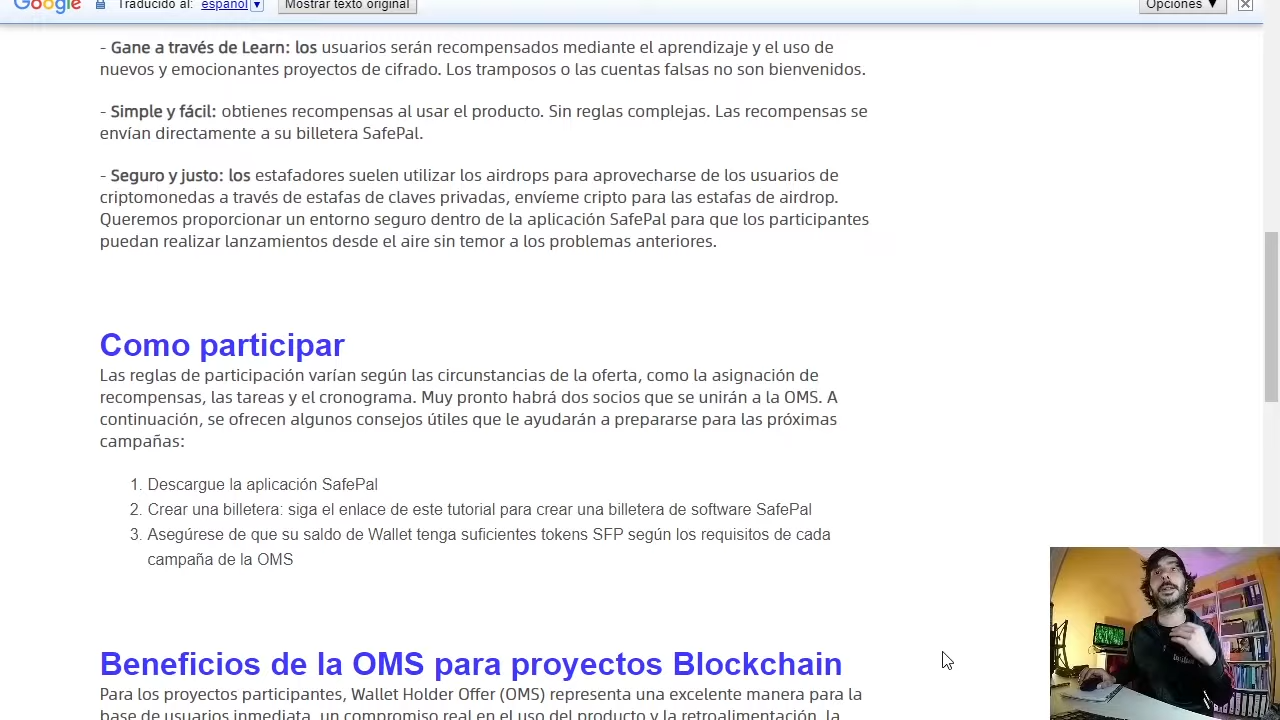 Google Traducido al: español Mostrar texto original Opciones ▼
- Gane a través de Learn: los usuarios serán recompensados mediante el aprendizaje y el uso de
nuevos y emocionantes proyectos de cifrado. Los tramposos o las cuentas falsas no son bienvenidos.
- Simple y fácil: obtienes recompensas al usar el producto. Sin reglas complejas. Las recompensas se
envían directamente a su billetera SafePal.
- Seguro y justo: los estafadores suelen utilizar los airdrops para aprovecharse de los usuarios de
criptomonedas a través de estafas de claves privadas, envíeme cripto para las estafas de airdrop.
Queremos proporcionar un entorno seguro dentro de la aplicación SafePal para que los participantes
puedan realizar lanzamientos desde el aire sin temor a los problemas anteriores.
Como participar
Las reglas de participación varían según las circunstancias de la oferta, como la asignación de
recompensas, las tareas y el cronograma. Muy pronto habrá dos socios que se unirán a la OMS. A
continuación, se ofrecen algunos consejos útiles que le ayudarán a prepararse para las próximas
campañas:
1. Descargue la aplicación SafePal
2. Crear una billetera: siga el enlace de este tutorial para crear una billetera de software SafePal
3. Asegúrese de que su saldo de Wallet tenga suficientes tokens SFP según los requisitos de cada
campaña de la OMS
Beneficios de la OMS para proyectos Blockchain
Para los proyectos participantes, Wallet Holder Offer (OMS) representa una excelente manera para la
base de usuarios inmediata, un compromiso real en el uso del producto y la retroalimentación, la